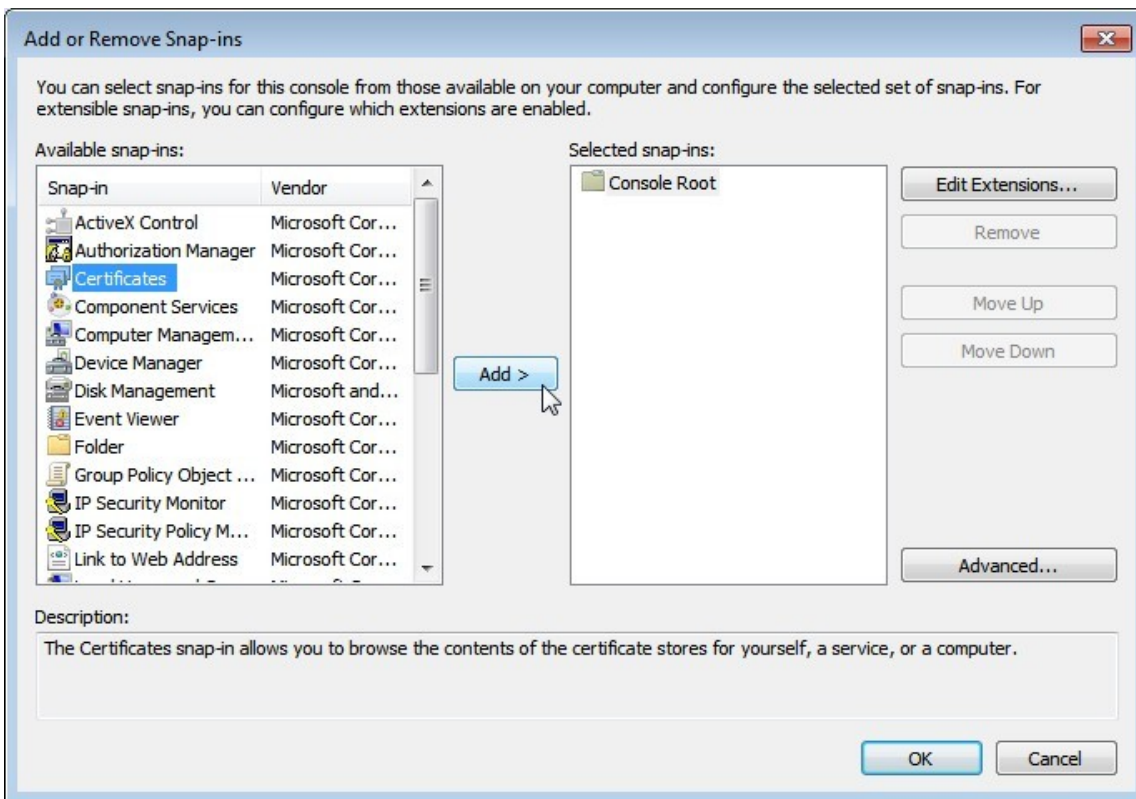 Add or Remove Snap-ins
You can select snap-ins for this console from those available on your computer and configure the selected set of snap-ins. For
extensible snap-ins, you can configure which extensions are enabled.
Available snap-ins:
Snap-in Vendor
ActiveX Control Microsoft Cor...
Authorization Manager Microsoft Cor...
Certificates Microsoft Cor...
Component Services Microsoft Cor...
Computer Managem... Microsoft Cor...
Device Manager Microsoft Cor...
Disk Management Microsoft and...
Event Viewer Microsoft Cor...
Folder Microsoft Cor...
Group Policy Object ... Microsoft Cor...
IP Security Monitor Microsoft Cor...
IP Security Policy M... Microsoft Cor...
Link to Web Address Microsoft Cor...
Add >
Selected snap-ins:
Console Root
Edit Extensions...
Remove
Move Up
Move Down
Advanced...
Description:
The Certificates snap-in allows you to browse the contents of the certificate stores for yourself, a service, or a computer.
OK Cancel